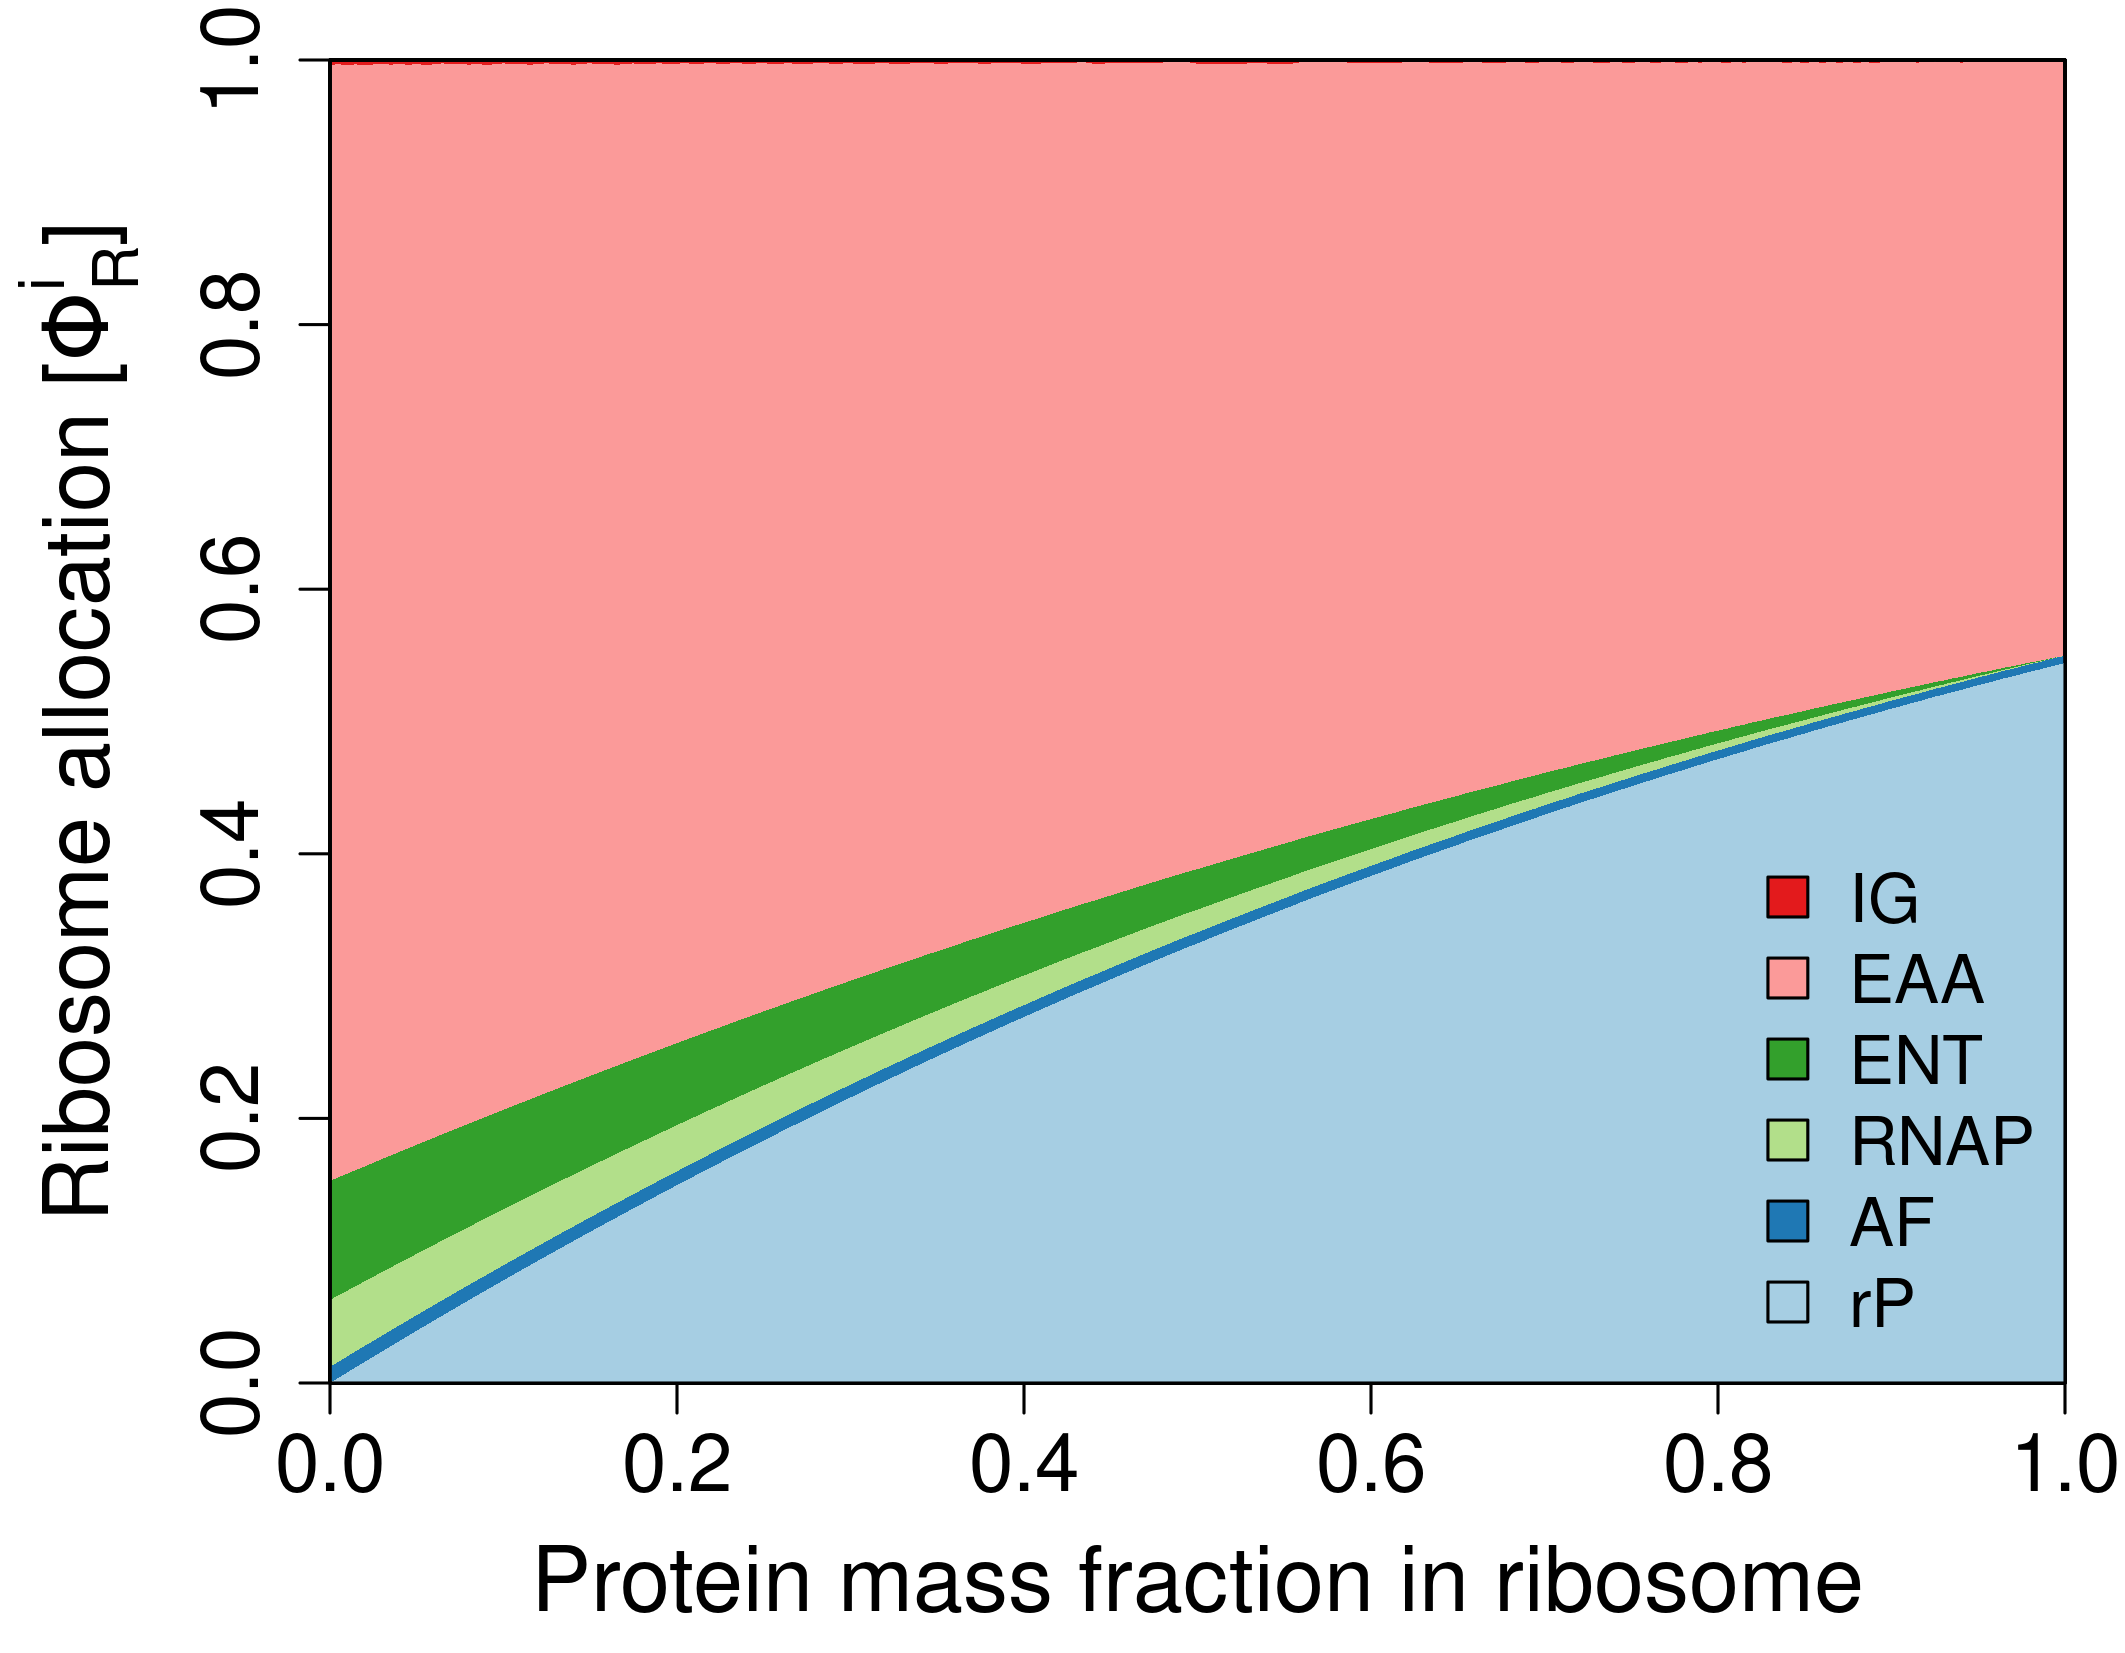 Ribosome allocation [Φ^i_R]
1.0
0.8
0.6
0.4
0.2
0.0
IG
EAA
ENT
RNAP
AF
rP
0.0 0.2 0.4 0.6 0.8 1.0
Protein mass fraction in ribosome